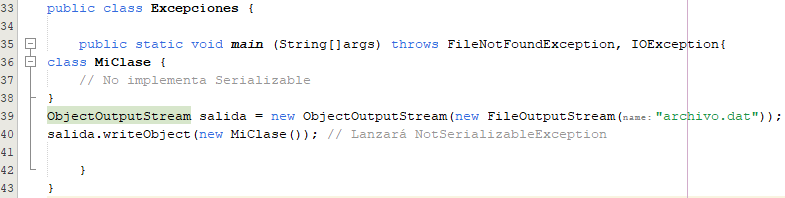 33 public class Excepciones {
34
35 public static void main (String[]args) throws FileNotFoundException, IOException{
36 class MiClase {
37 // No implementa Serializable
38 }
39 ObjectOutputStream salida = new ObjectOutputStream(new FileOutputStream(name:"archivo.dat"));
40 salida.writeObject(new MiClase()); // Lanzará NotSerializableException
41
42 }
43 }